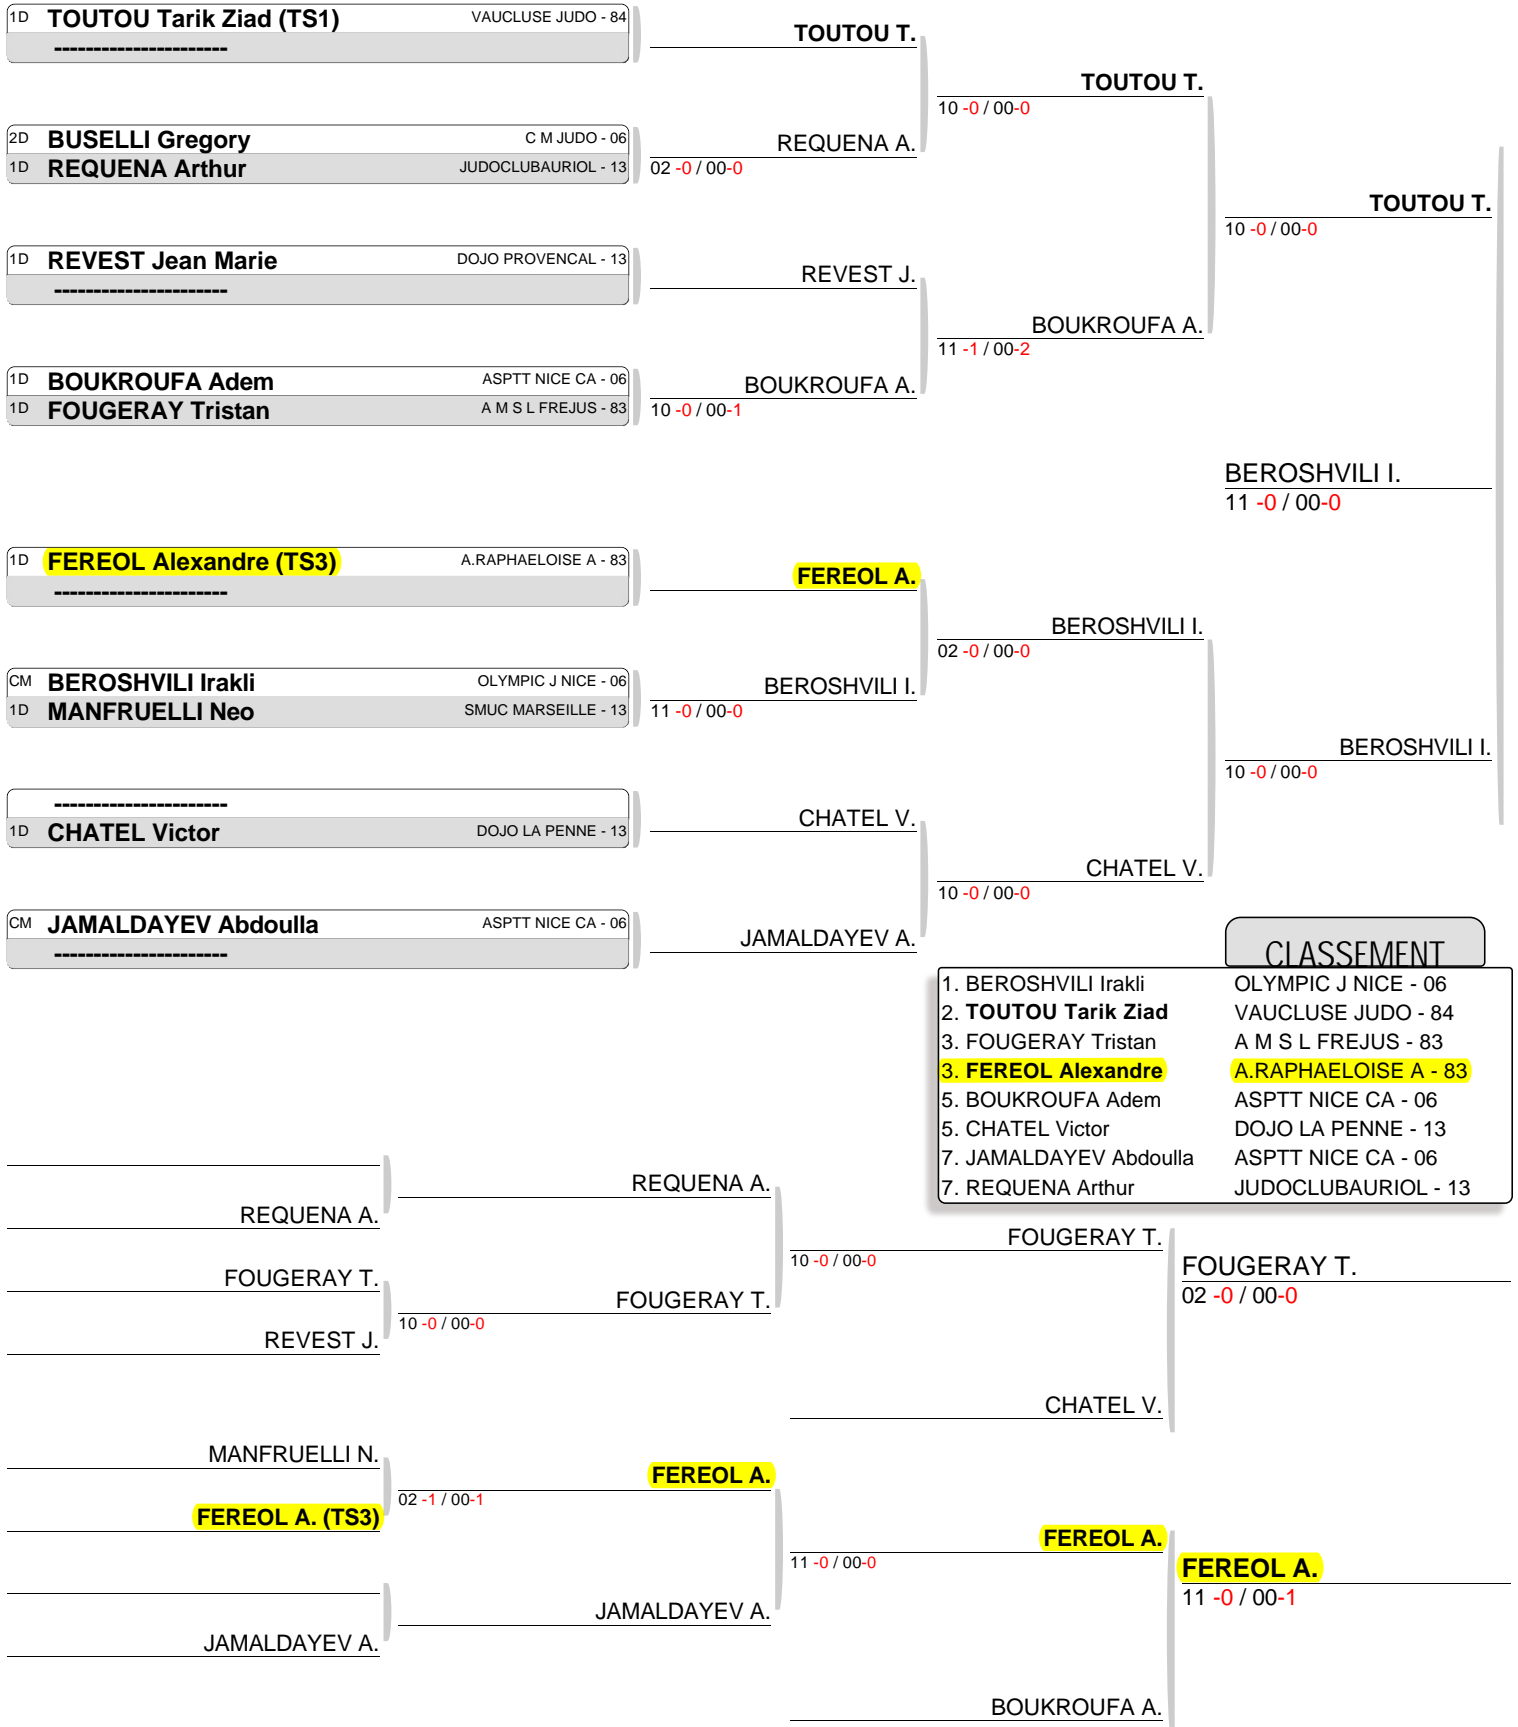 1D TOUTOU Tarik Ziad (TS1) VAUCLUSE JUDO - 84
----------------------
TOUTOU T.
TOUTOU T.
10 -0 / 00-0
2D BUSELLI Gregory C M JUDO - 06
1D REQUENA Arthur JUDOCLUBAURIOL - 13
REQUENA A.
02 -0 / 00-0
TOUTOU T.
10 -0 / 00-0
1D REVEST Jean Marie DOJO PROVENCAL - 13
----------------------
REVEST J.
BOUKROUFA A.
11 -1 / 00-2
1D BOUKROUFA Adem ASPTT NICE CA - 06
1D FOUGERAY Tristan A M S L FREJUS - 83
BOUKROUFA A.
10 -0 / 00-1
BEROSHVILI I.
11 -0 / 00-0
1D FEREOL Alexandre (TS3) A.RAPHAELOISE A - 83
----------------------
FEREOL A.
BEROSHVILI I.
02 -0 / 00-0
CM BEROSHVILI Irakli OLYMPIC J NICE - 06
1D MANFRUELLI Neo SMUC MARSEILLE - 13
BEROSHVILI I.
11 -0 / 00-0
BEROSHVILI I.
10 -0 / 00-0
----------------------
1D CHATEL Victor DOJO LA PENNE - 13
CHATEL V.
CHATEL V.
10 -0 / 00-0
CM JAMALDAYEV Abdoulla ASPTT NICE CA - 06
----------------------
JAMALDAYEV A.
CLASSEMENT
1. BEROSHVILI Irakli OLYMPIC J NICE - 06
2. TOUTOU Tarik Ziad VAUCLUSE JUDO - 84
3. FOUGERAY Tristan A M S L FREJUS - 83
3. FEREOL Alexandre A.RAPHAELOISE A - 83
5. BOUKROUFA Adem ASPTT NICE CA - 06
5. CHATEL Victor DOJO LA PENNE - 13
7. JAMALDAYEV Abdoulla ASPTT NICE CA - 06
7. REQUENA Arthur JUDOCLUBAURIOL - 13
REQUENA A.
REQUENA A.
FOUGERAY T.
10 -0 / 00-0
FOUGERAY T.
02 -0 / 00-0
FOUGERAY T.
FOUGERAY T.
10 -0 / 00-0
REVEST J.
CHATEL V.
MANFRUELLI N.
FEREOL A.
02 -1 / 00-1
FEREOL A. (TS3)
FEREOL A.
11 -0 / 00-0
FEREOL A.
11 -0 / 00-1
JAMALDAYEV A.
JAMALDAYEV A.
BOUKROUFA A.